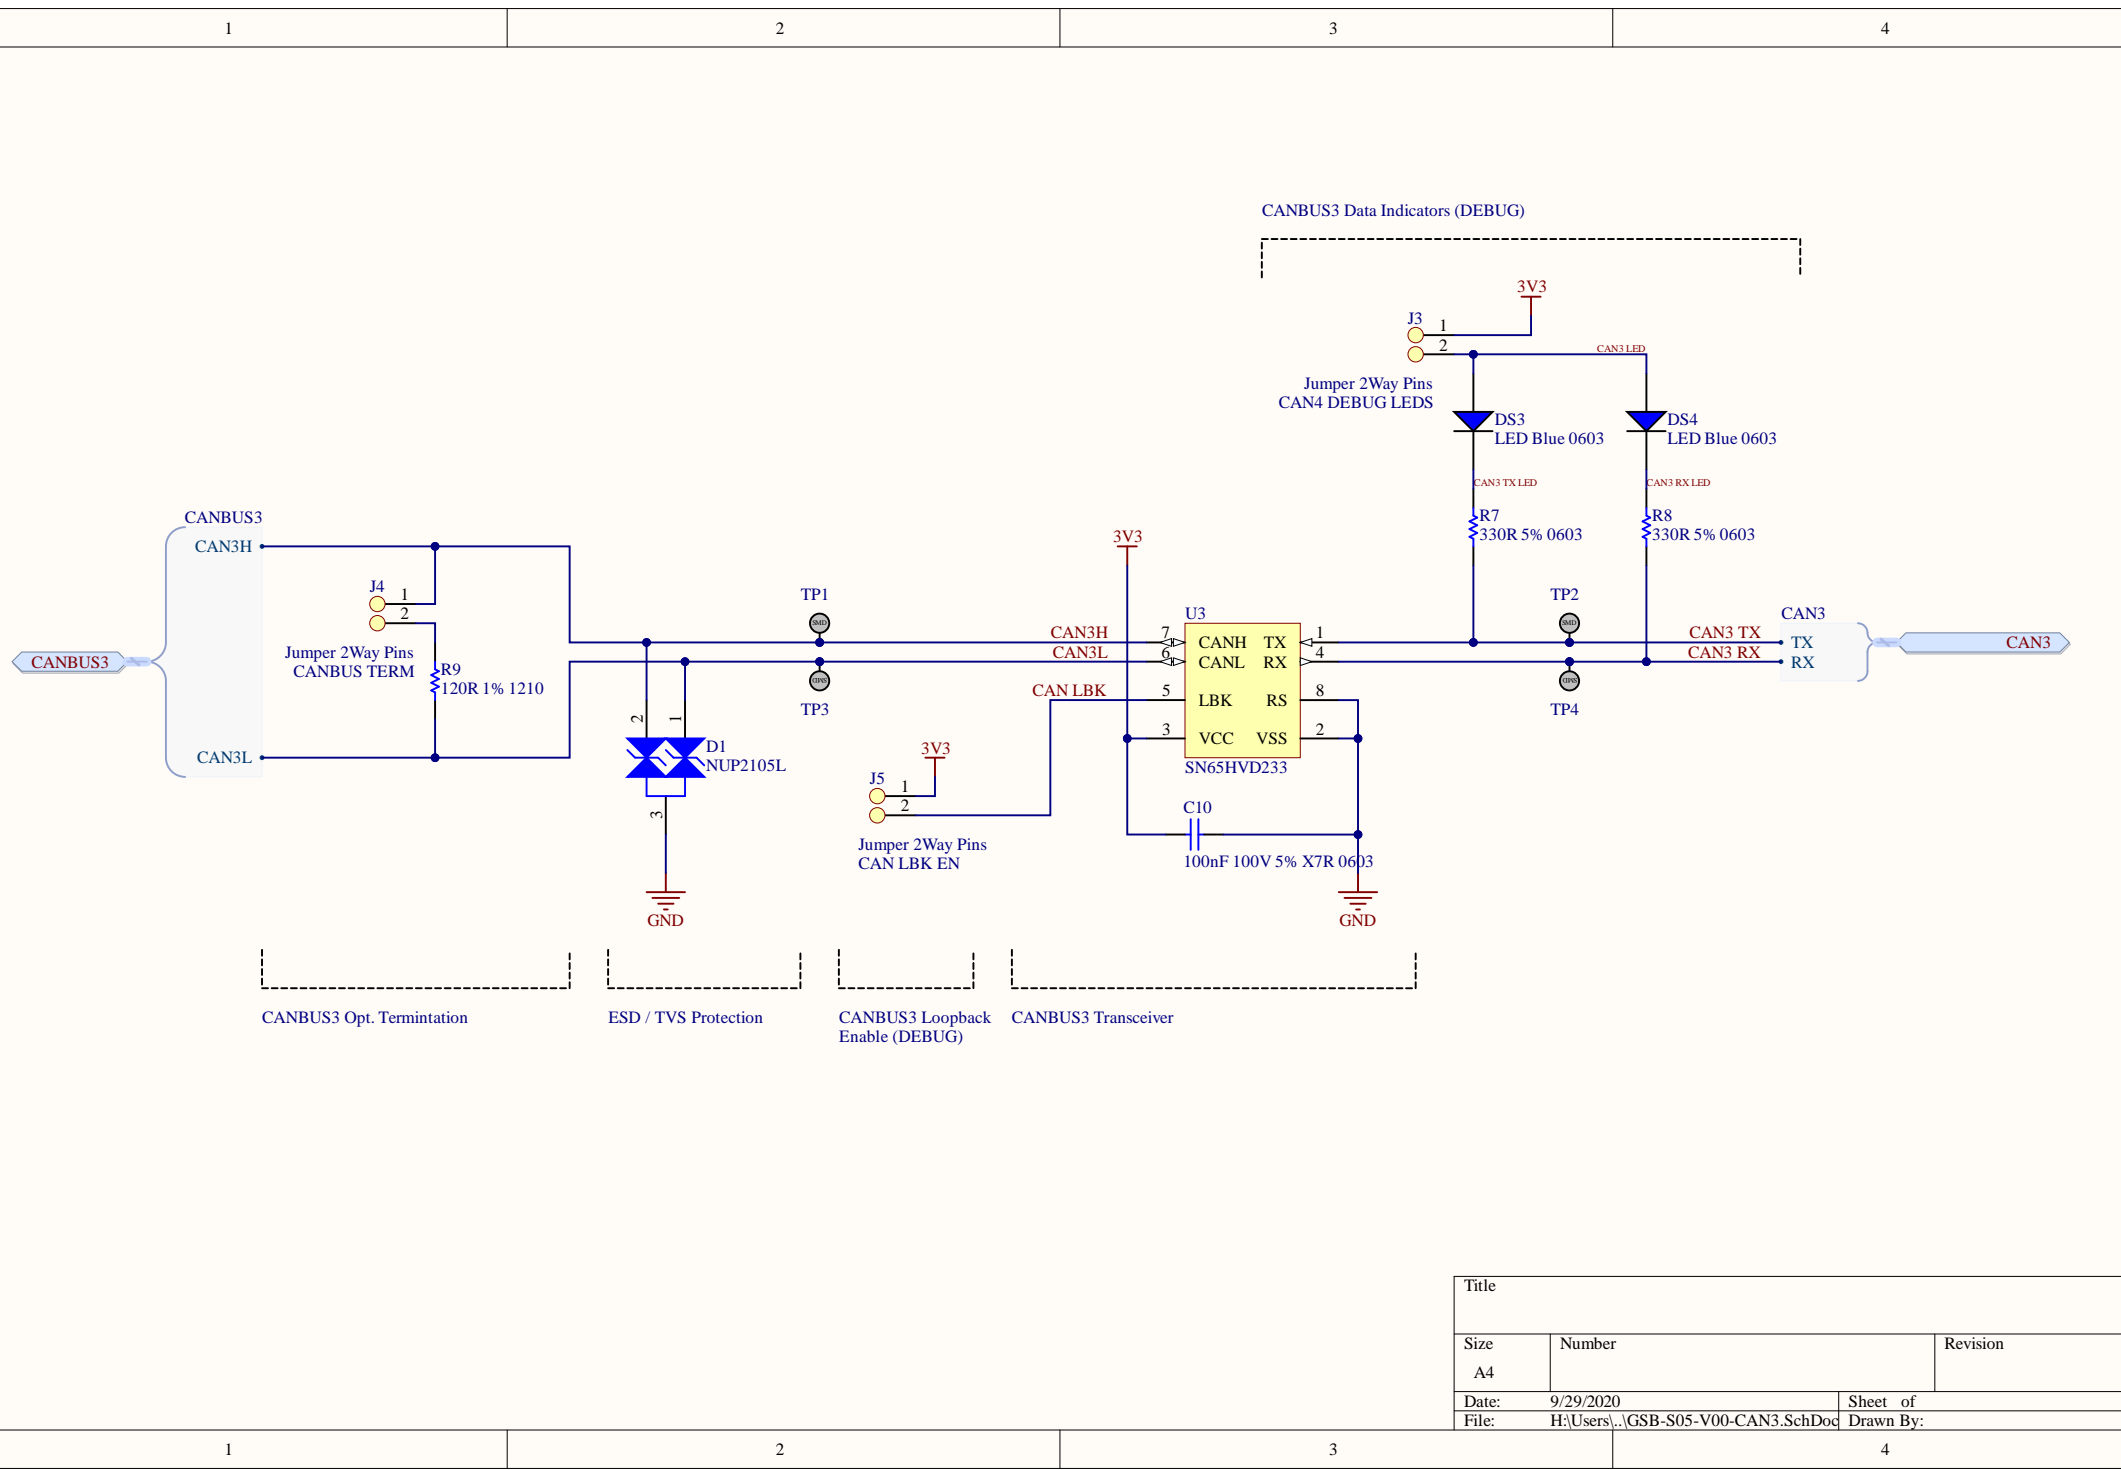 1
2
3
4
CANBUS3 Data Indicators (DEBUG)
3V3
J3
1
2
CAN3 LED
Jumper 2Way Pins
CAN4 DEBUG LEDS
DS3
LED Blue 0603
DS4
LED Blue 0603
CAN3 TX LED
CAN3 RX LED
R7
330R 5% 0603
R8
330R 5% 0603
CANBUS3
CAN3H
CAN3L
CANBUS3
J4
1
2
Jumper 2Way Pins
CANBUS TERM
R9
120R 1% 1210
TP1
SMD
TP3
SMD
2
1
3
D1
NUP2105L
GND
3V3
J5
1
2
Jumper 2Way Pins
CAN LBK EN
3V3
CAN3H
CAN3L
CAN LBK
U3
7
6
5
3
CANH
CANL
LBK
VCC
TX
RX
RS
VSS
1
4
8
2
SN65HVD233
C10
100nF 100V 5% X7R 0603
GND
TP2
SMD
TP4
SMD
CAN3 TX
CAN3 RX
CAN3
TX
RX
CAN3
CANBUS3 Opt. Termintation
ESD / TVS Protection
CANBUS3 Loopback
Enable (DEBUG)
CANBUS3 Transceiver
Title
Size
A4
Number
Revision
Date:
9/29/2020
Sheet of
File:
H:\Users\..\GSB-S05-V00-CAN3.SchDoc
Drawn By:
1
2
3
4